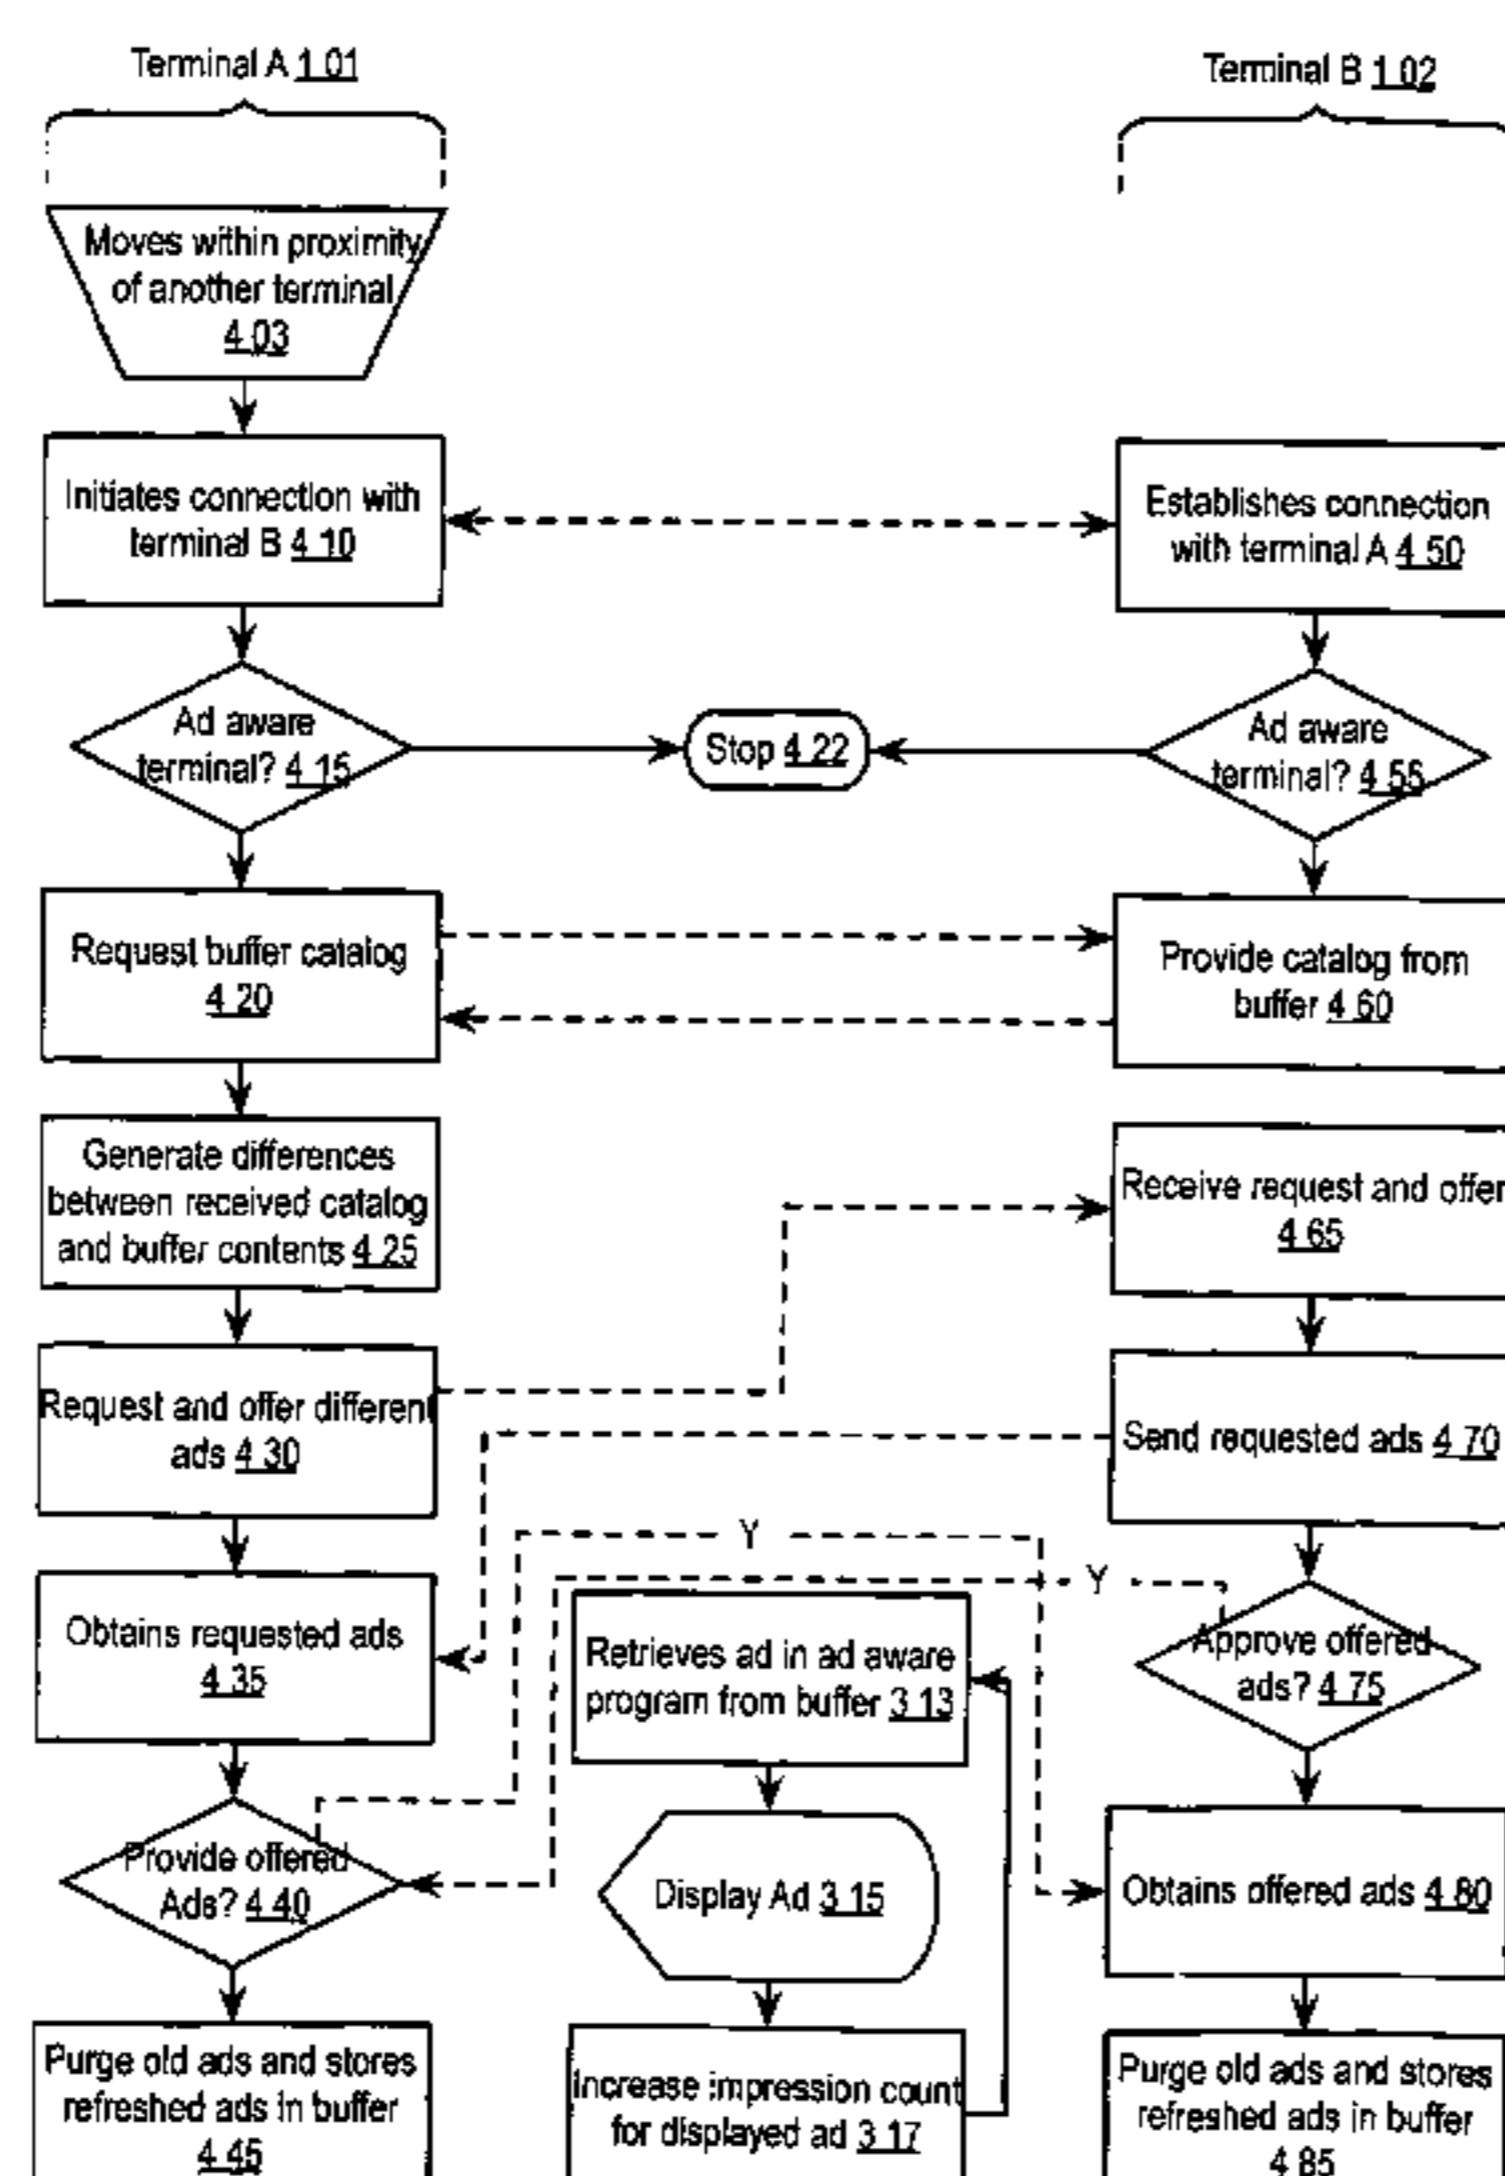 Terminal A 1.01
Terminal B 1.02
Moves within proximity
of another terminal
4.03
Initiates connection with
terminal B 4.10
Establishes connection
with terminal A 4.50
Ad aware
terminal? 4.15
Stop 4.22
Ad aware
terminal? 4.55
Request buffer catalog
4.20
Provide catalog from
buffer 4.60
Generate differences
between received catalog
and buffer contents 4.25
Receive request and offer
4.65
Request and offer different
ads 4.30
Send requested ads 4.70
Y
Y
Obtains requested ads
4.35
Retrieves ad in ad aware
program from buffer 3.13
Approve offered
ads? 4.75
Provide offered
Ads? 4.40
Display Ad 3.15
Obtains offered ads 4.80
Purge old ads and stores
refreshed ads in buffer
4.45
Increase impression count
for displayed ad 3.17
Purge old ads and stores
refreshed ads in buffer
4.85